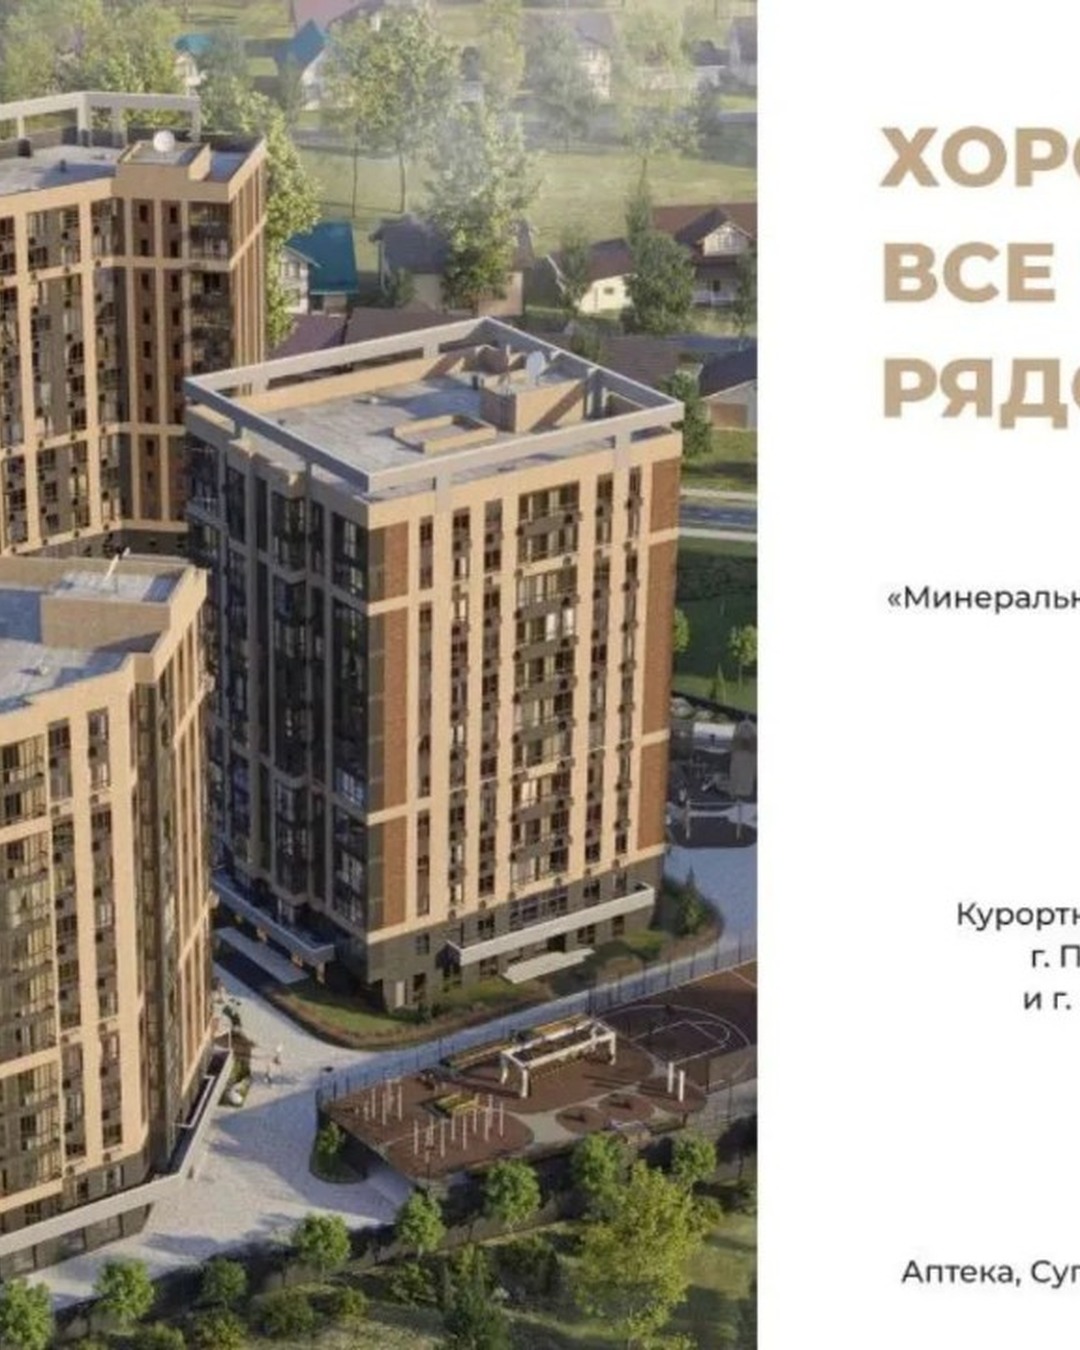 ХОРО
ВСЕ
РЯДО
«Минеральн
Курортн
г. П
и г.
Аптека, Суп